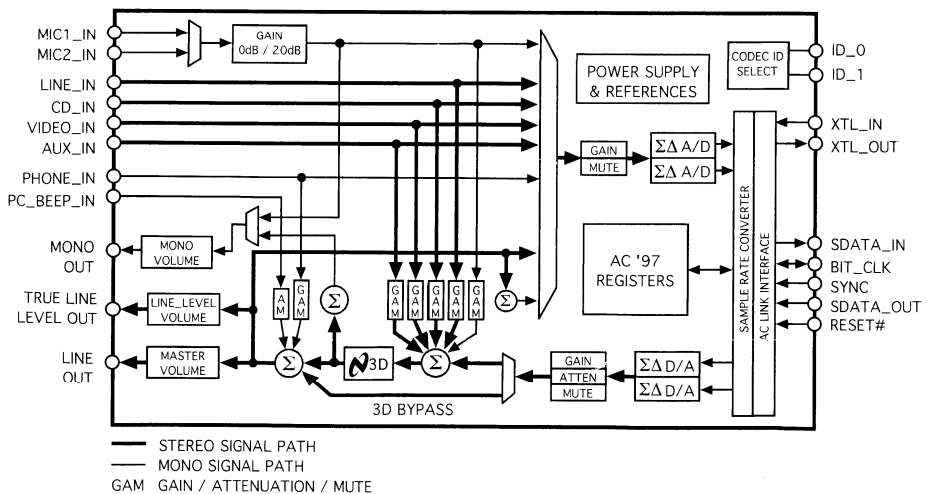 MIC1_IN
MIC2_IN
LINE_IN
CD_IN
VIDEO_IN
AUX_IN
PHONE_IN
PC_BEEP_IN
MONO
OUT
TRUE LINE
LEVEL OUT
LINE
OUT
GAIN
0dB / 20dB
POWER SUPPLY
& REFERENCES
CODEC ID
SELECT
ID_0
ID_1
XTL_IN
XTL_OUT
GAIN
MUTE
ΣΔ A/D
ΣΔ A/D
MONO
VOLUME
LINE_LEVEL
VOLUME
MASTER
VOLUME
AM
GAM
Σ
GAM
GAM
GAM
GAM
GAM
Σ
AC '97
REGISTERS
SAMPLE RATE CONVERTER
AC LINK INTERFACE
SDATA_IN
BIT_CLK
SYNC
SDATA_OUT
RESET#
Σ
3D
Σ
GAIN
ATTEN
MUTE
ΣΔ D/A
ΣΔ D/A
3D BYPASS
STEREO SIGNAL PATH
MONO SIGNAL PATH
GAM GAIN / ATTENUATION / MUTE